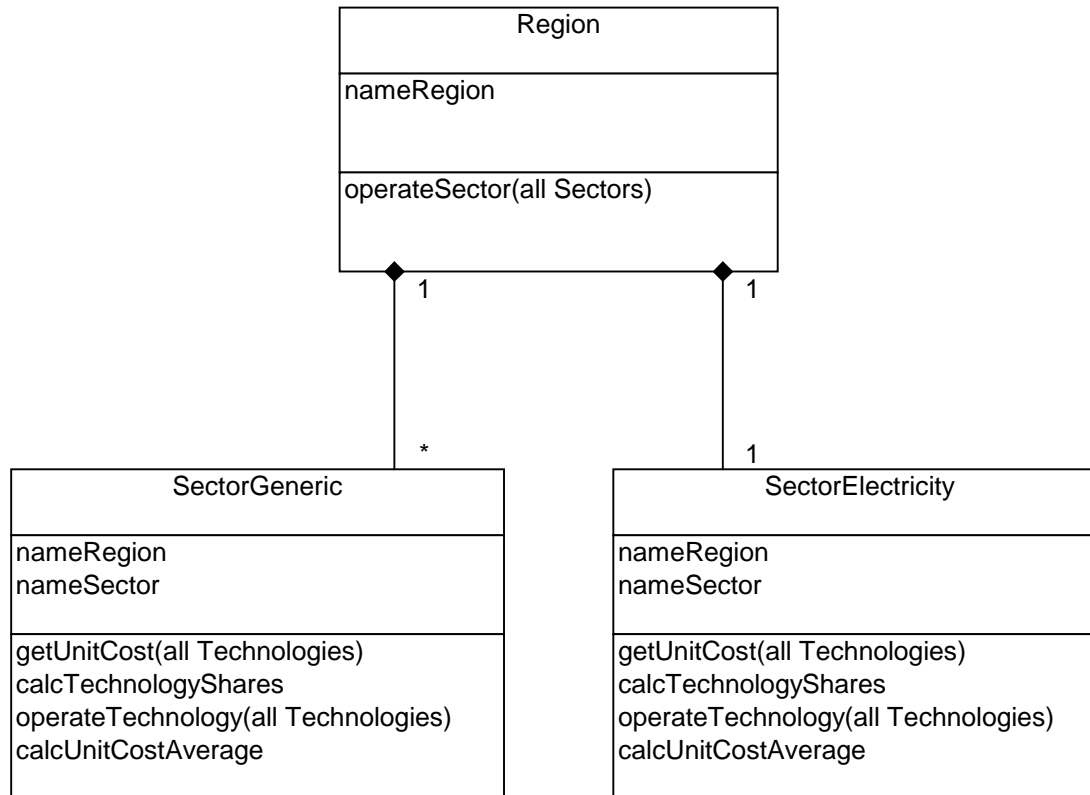 Region
nameRegion
operateSector(all Sectors)
1
1
*
1
SectorGeneric
nameRegion
nameSector
getUnitCost(all Technologies)
calcTechnologyShares
operateTechnology(all Technologies)
calcUnitCostAverage
SectorElectricity
nameRegion
nameSector
getUnitCost(all Technologies)
calcTechnologyShares
operateTechnology(all Technologies)
calcUnitCostAverage